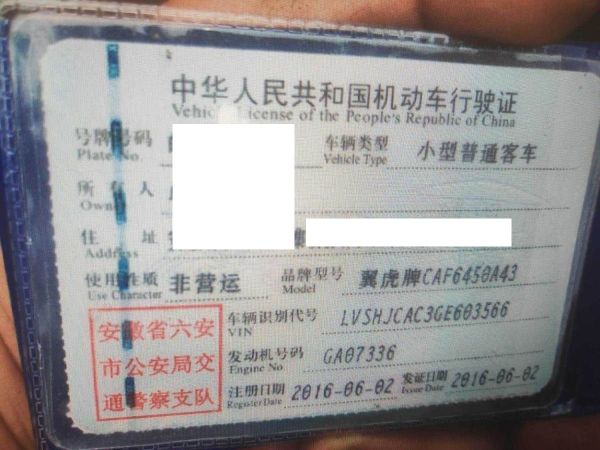 中华人民共和国机动车行驶证
Vehicle License of the People's Republic of China
号牌号码
Plate No.
车辆类型 小型普通客车
Vehicle Type
所有人
Owner
住址
Address
使用性质 非营运 品牌型号 翼虎牌CAF6450A43
Use Character Model
安徽省六安
市公安局交
通警察支队
车辆识别代号 LVSHJCAC3GE603566
VIN
发动机号码 GA07336
Engine No
注册日期 2016-06-02 发证日期 2016-06-02
Register Date Issue Date